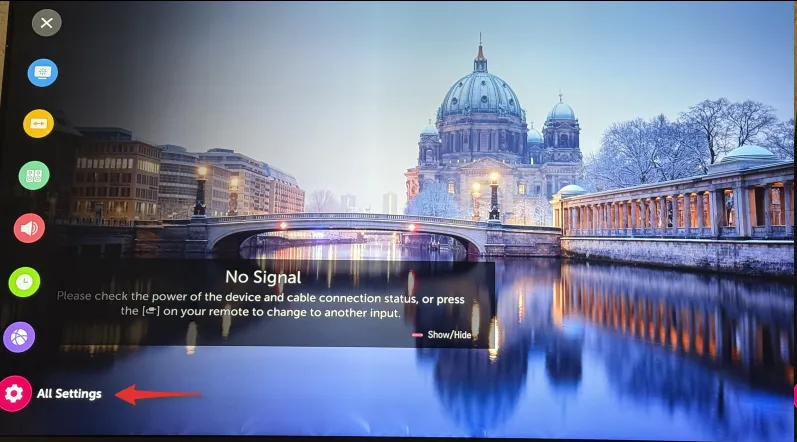 No Signal
Please check the power of the device and cable connection status, or press
the [⏏] on your remote to change to another input.
Show/Hide
All Settings